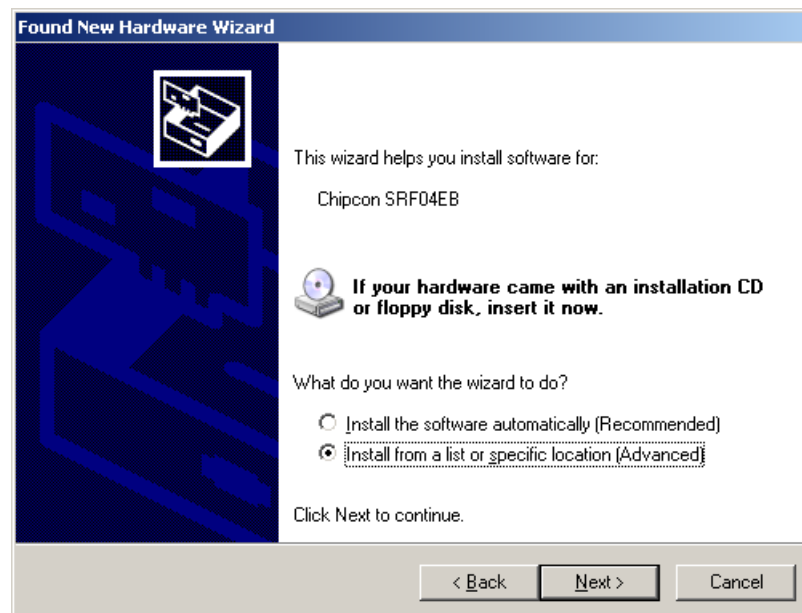 Found New Hardware Wizard
This wizard helps you install software for:
Chipcon SRF04EB
If your hardware came with an installation CD
or floppy disk, insert it now.
What do you want the wizard to do?
Install the software automatically (Recommended)
Install from a list or specific location (Advanced)
Click Next to continue.
< Back Next > Cancel